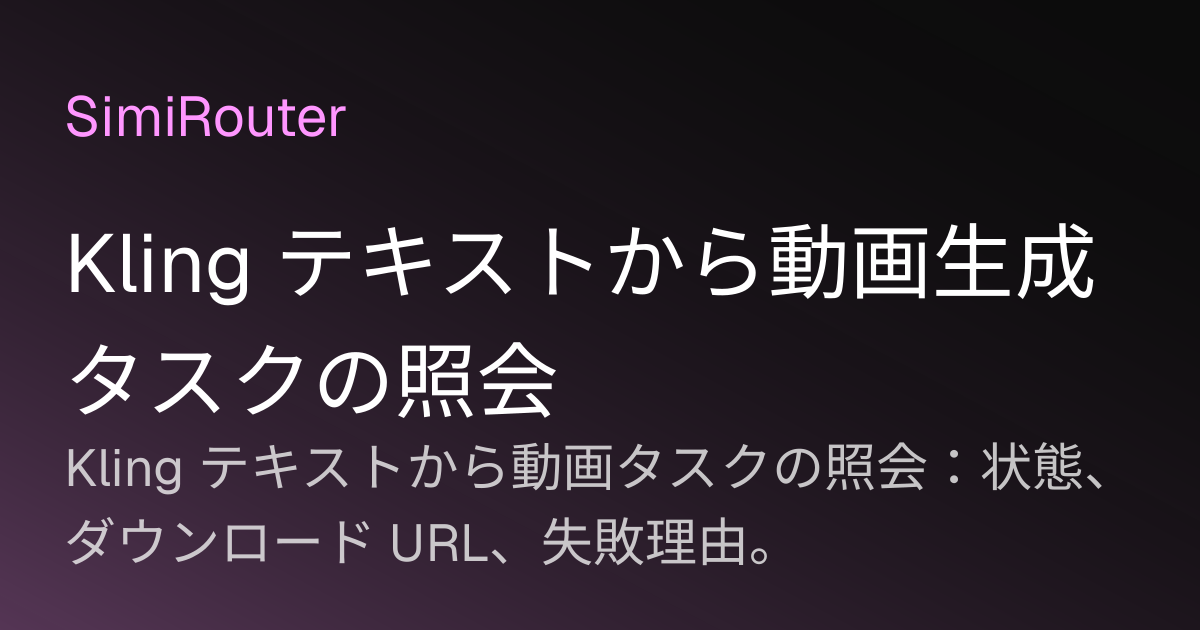 SimiRouter
Kling テキストから動画生成
タスクの照会
Kling テキストから動画タスクの照会：状態、
ダウンロード URL、失敗理由。